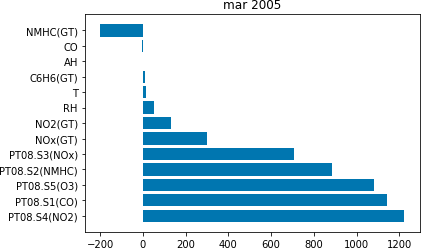 mar 2005
NMHC(GT)
CO
AH
C6H6(GT)
T
RH
NO2(GT)
NOx(GT)
PT08.S3(NOx)
PT08.S2(NMHC)
PT08.S5(O3)
PT08.S1(CO)
PT08.S4(NO2)
−200 0 200 400 600 800 1000 1200